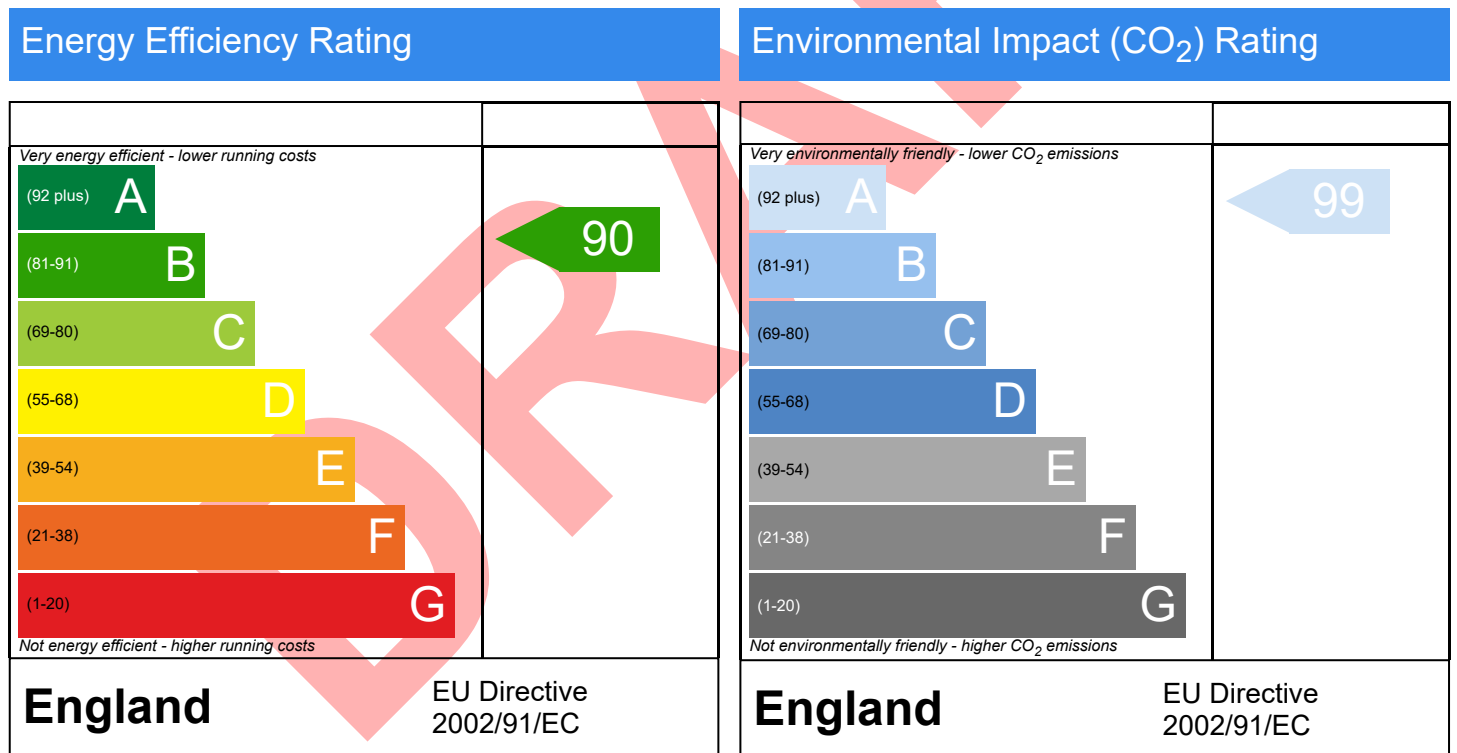 Energy Efficiency Rating
Very energy efficient - lower running costs
(92 plus) A
(81-91) B
(69-80) C
(55-68) D
(39-54) E
(21-38) F
(1-20) G
Not energy efficient - higher running costs
90
England
EU Directive
2002/91/EC
Environmental Impact (CO2) Rating
Very environmentally friendly - lower CO2 emissions
(92 plus) A
(81-91) B
(69-80) C
(55-68) D
(39-54) E
(21-38) F
(1-20) G
Not environmentally friendly - higher CO2 emissions
99
England
EU Directive
2002/91/EC